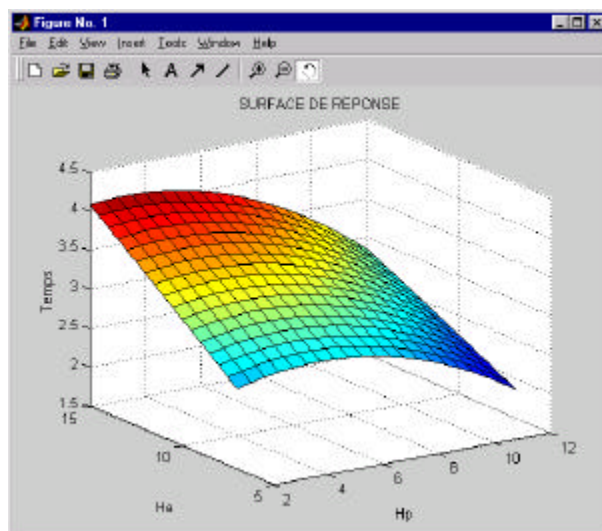 Figure No. 1
File Edit View Insert Tools Window Help
A
SURFACE DE REPONSE
4.5
4
3.5
3
2.5
2
1.5
Temps
15
10
5
Ha
2
4
6
8
10
12
Hp